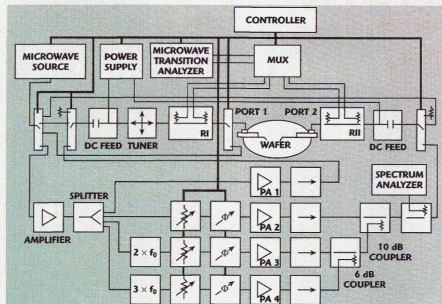 CONTROLLER
MICROWAVE
SOURCE
POWER
SUPPLY
MICROWAVE
TRANSITION
ANALYZER
MUX
DC FEED
TUNER
RI
PORT 1
PORT 2
WAFER
RII
DC FEED
SPECTRUM
ANALYZER
AMPLIFIER
SPLITTER
PA 1
Φ
PA 2
10 dB
COUPLER
2 × f₀
Φ
PA 3
6 dB
COUPLER
3 × f₀
Φ
PA 4